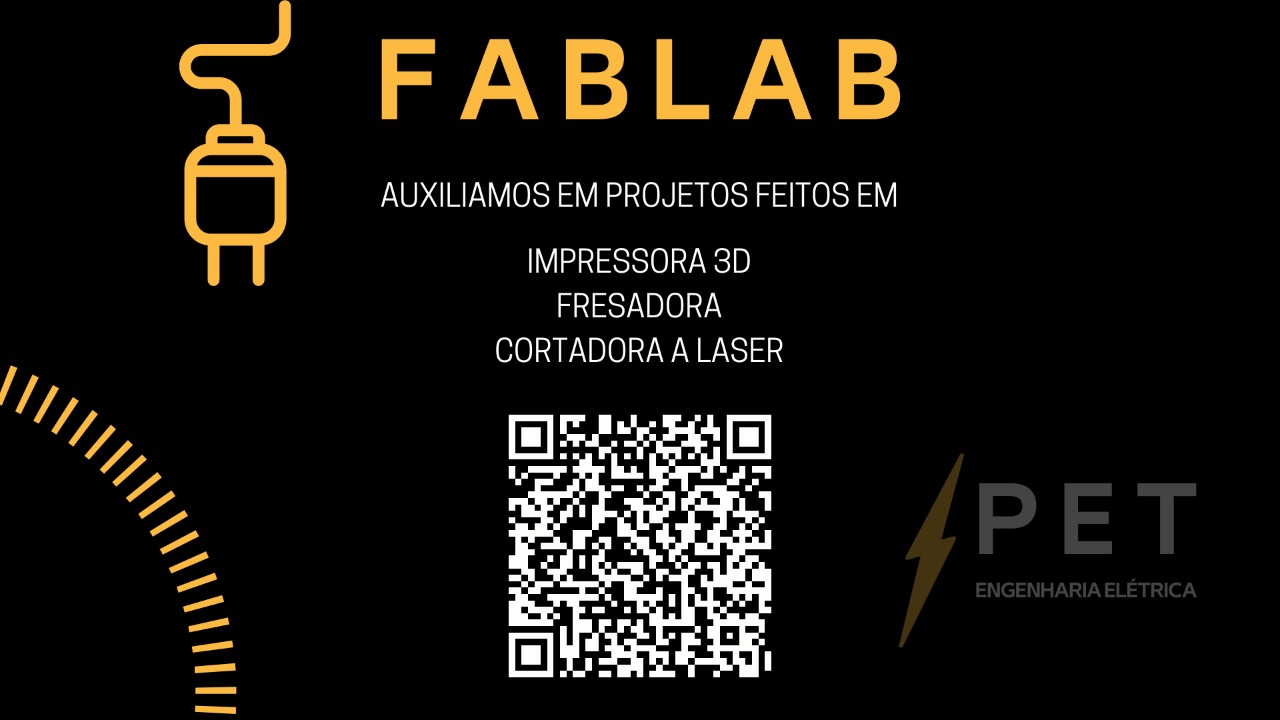 FABLAB
AUXILIAMOS EM PROJETOS FEITOS EM
IMPRESSORA 3D
FRESADORA
CORTADORA A LASER
PET
ENGENHARIA ELÉTRICA